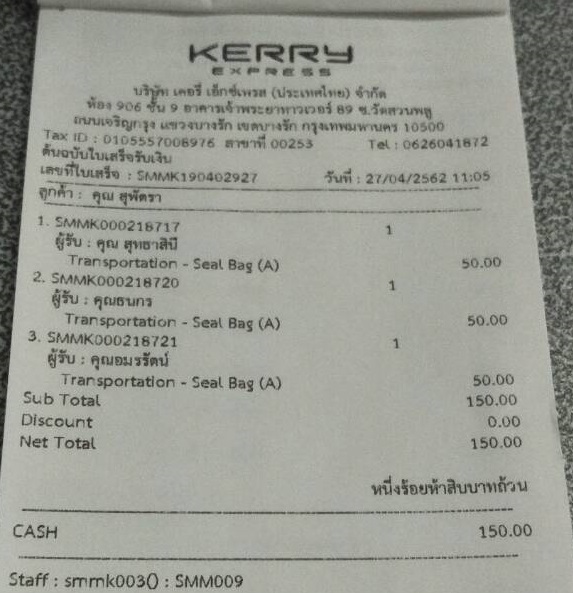 KERRY
EXPRESS
บริษัท เคอรี่ เอ็กซ์เพรส (ประเทศไทย) จำกัด
ห้อง 906 ชั้น 9 อาคารเจ้าพระยาทาวเวอร์ 89 ซ.วัดสวนพลู
ถนนเจริญกรุง แขวงบางรัก เขตบางรัก กรุงเทพมหานคร 10500
Tax ID : 0105557008976 สาขาที่ 00253 Tel : 0626041872
ต้นฉบับใบเสร็จรับเงิน
เลขที่ใบเสร็จ : SMMK190402927 วันที่ : 27/04/2562 11:05
ลูกค้า : คุณ สุพัตรา
1. SMMK000218717 1
ผู้รับ : คุณ สุทธาสินี
Transportation - Seal Bag (A) 50.00
2. SMMK000218720 1
ผู้รับ : คุณธนกร
Transportation - Seal Bag (A) 50.00
3. SMMK000218721 1
ผู้รับ : คุณอมรรัตน์
Transportation - Seal Bag (A) 50.00
Sub Total 150.00
Discount 0.00
Net Total 150.00
หนึ่งร้อยห้าสิบบาทถ้วน
CASH 150.00
Staff : smmk003() : SMM009